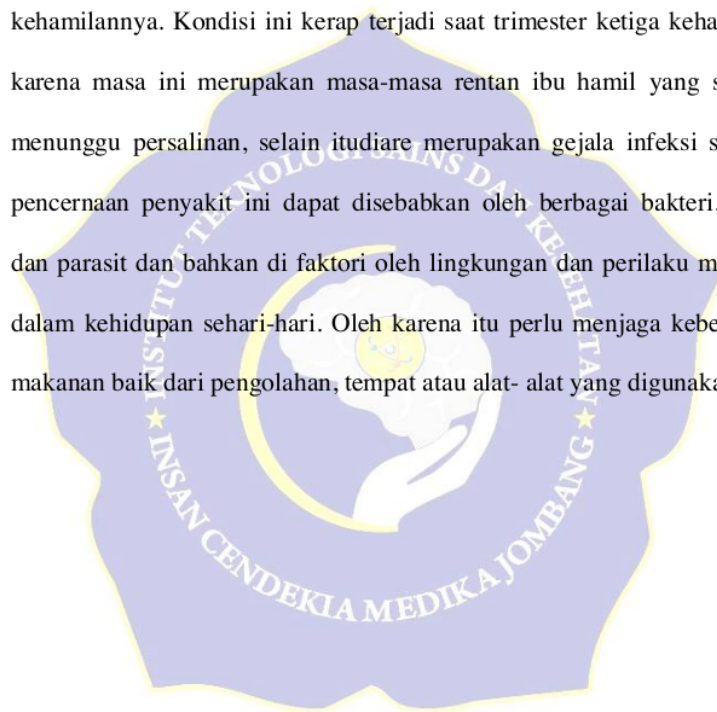 kehamilannya. Kondisi ini kerap terjadi saat trimester ketiga keha
karena masa ini merupakan masa-masa rentan ibu hamil yang s
menunggu persalinan, selain itudiare merupakan gejala infeksi s
pencernaan penyakit ini dapat disebabkan oleh berbagai bakteri,
dan parasit dan bahkan di faktori oleh lingkungan dan perilaku m
dalam kehidupan sehari-hari. Oleh karena itu perlu menjaga kebe
makanan baik dari pengolahan, tempat atau alat- alat yang digunaka
INSTITUT TEKNOLOGI SAINS DAN KESEHATAN
INSAN CENDEKIA MEDIKA JOMBANG